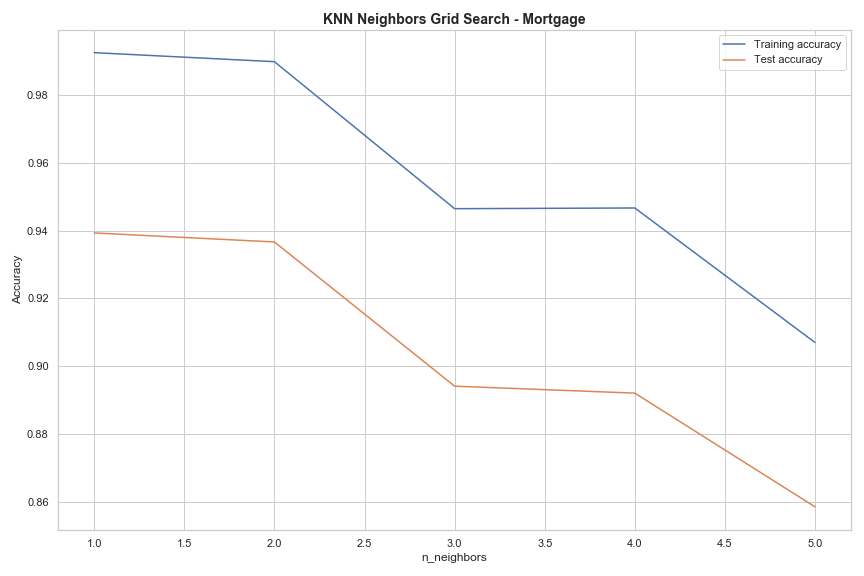 KNN Neighbors Grid Search - Mortgage
Training accuracy
Test accuracy
0.98
0.96
0.94
0.92
0.90
0.88
0.86
Accuracy
1.0 1.5 2.0 2.5 3.0 3.5 4.0 4.5 5.0
n_neighbors